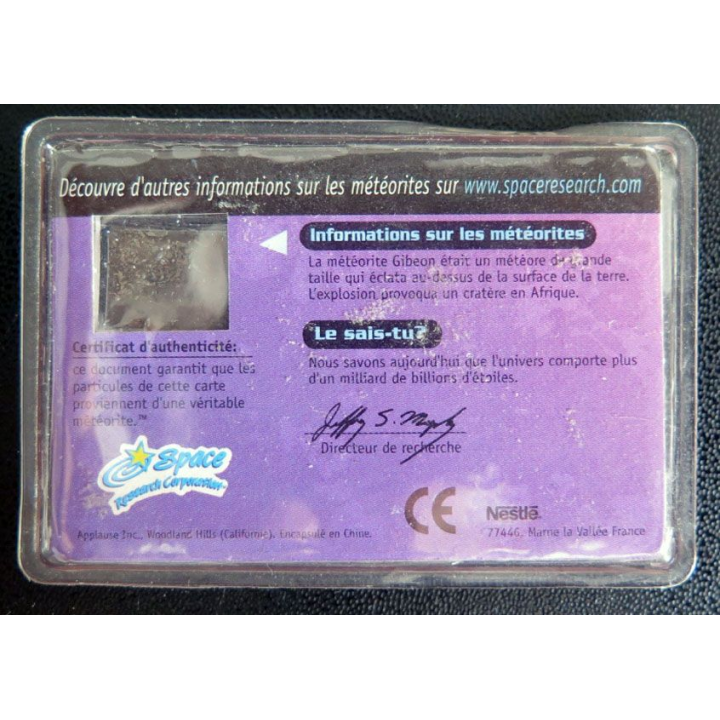 Découvre d'autres informations sur les météorites sur www.spaceresearch.com
Informations sur les météorites
La météorite Gibeon était un météore de grande
taille qui éclata au-dessus de la surface de la terre.
L'explosion provoqua un cratère en Afrique.
Le sais-tu?
Nous savons aujourd'hui que l'univers comporte plus
d'un milliard de billions d'étoiles.
Jeffrey S. Murphy
Directeur de recherche
Certificat d'authenticité:
ce document garantit que les
particules de cette carte
proviennent d'une véritable
météorite.™
Space
Research Corporation™
Applause Inc., Woodland Hills (Californie). Encapsulé en Chine.
CE
Nestlé.
77446, Marne la Vallée France